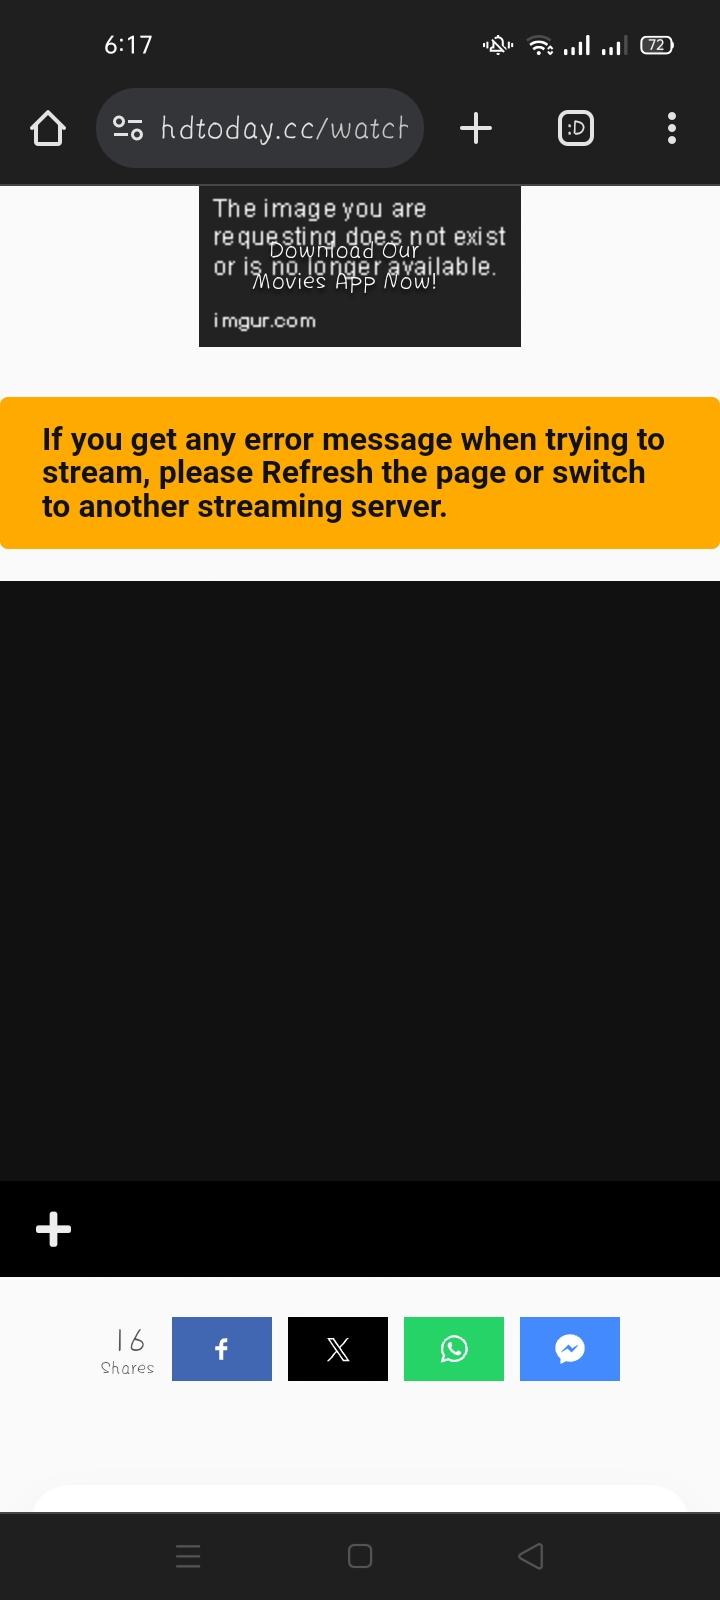 6:17
72
hdtoday.cc/watch
:D
The image you are
requesting does not exist
or is no longer available.
Download Our
Movies App Now!
imgur.com
If you get any error message when trying to
stream, please Refresh the page or switch
to another streaming server.
16
Shares